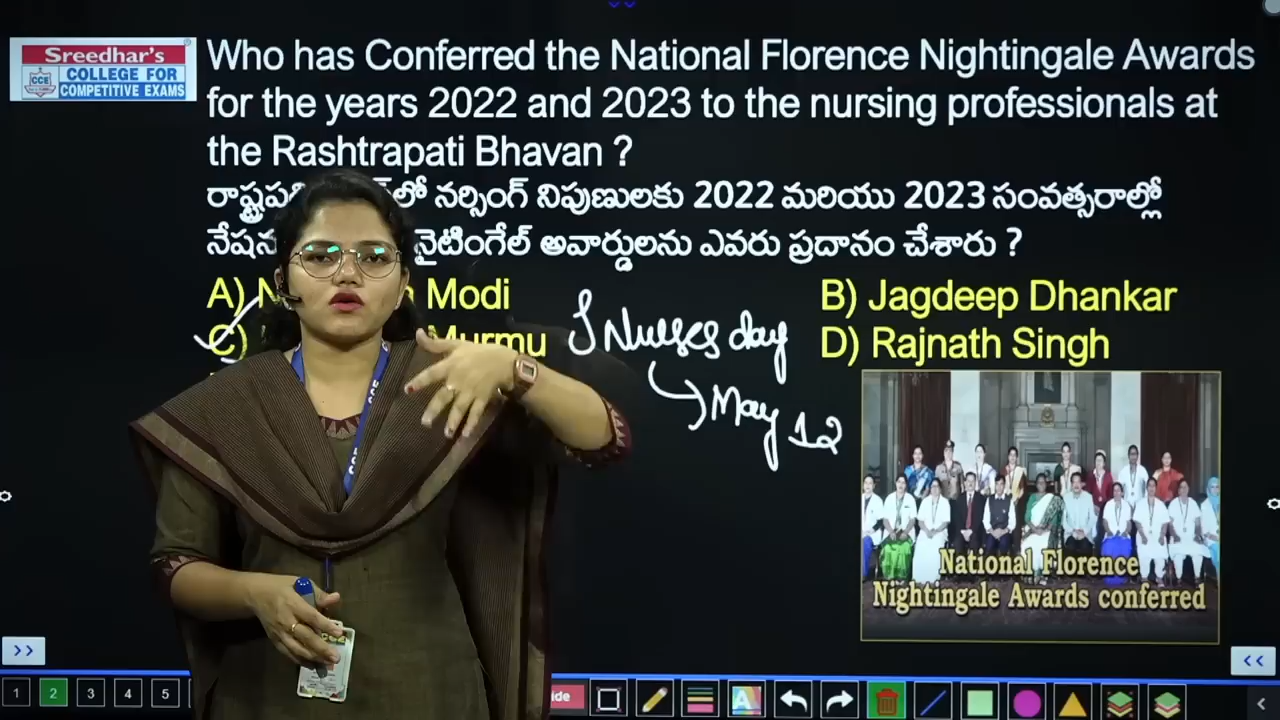 Sreedhar's
CCE
COLLEGE FOR
COMPETITIVE EXAMS
Who has Conferred the National Florence Nightingale Awards
for the years 2022 and 2023 to the nursing professionals at
the Rashtrapati Bhavan ?
లో నర్సింగ్ నిపుణులకు 2022 మరియు 2023 సంవత్సరాల్లో
నైటింగేల్ అవార్డులను ఎవరు ప్రదానం చేశారు ?
A) Modi
B) Jagdeep Dhankar
C) Murmu
D) Rajnath Singh
I Nurses day
May 12
National Florence
Nightingale Awards conferred
CCE
>>
<<
1 2 3 4 5
A
<